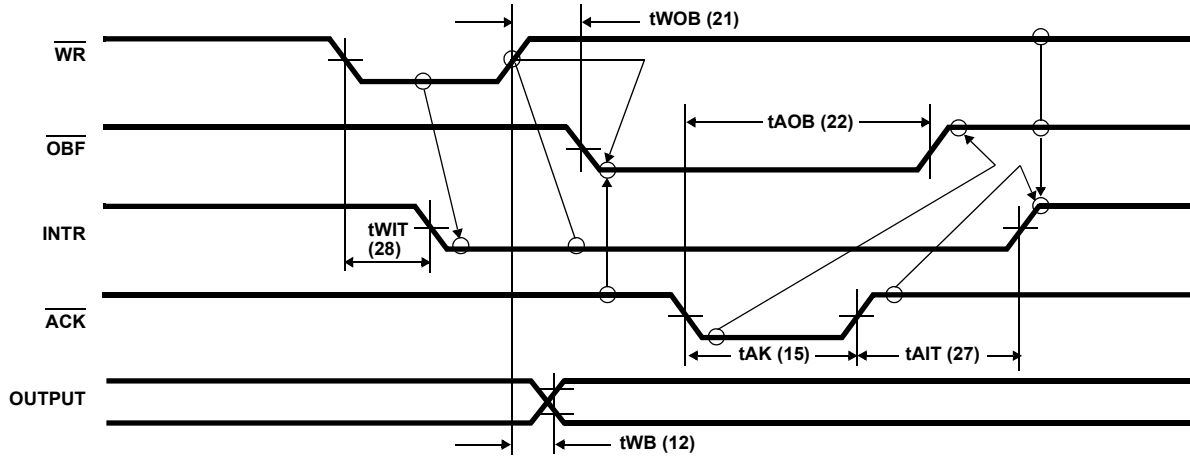 tWOB (21)
WR
tAOB (22)
OBF
tWIT
(28)
INTR
ACK
tAK (15)
tAIT (27)
OUTPUT
tWB (12)